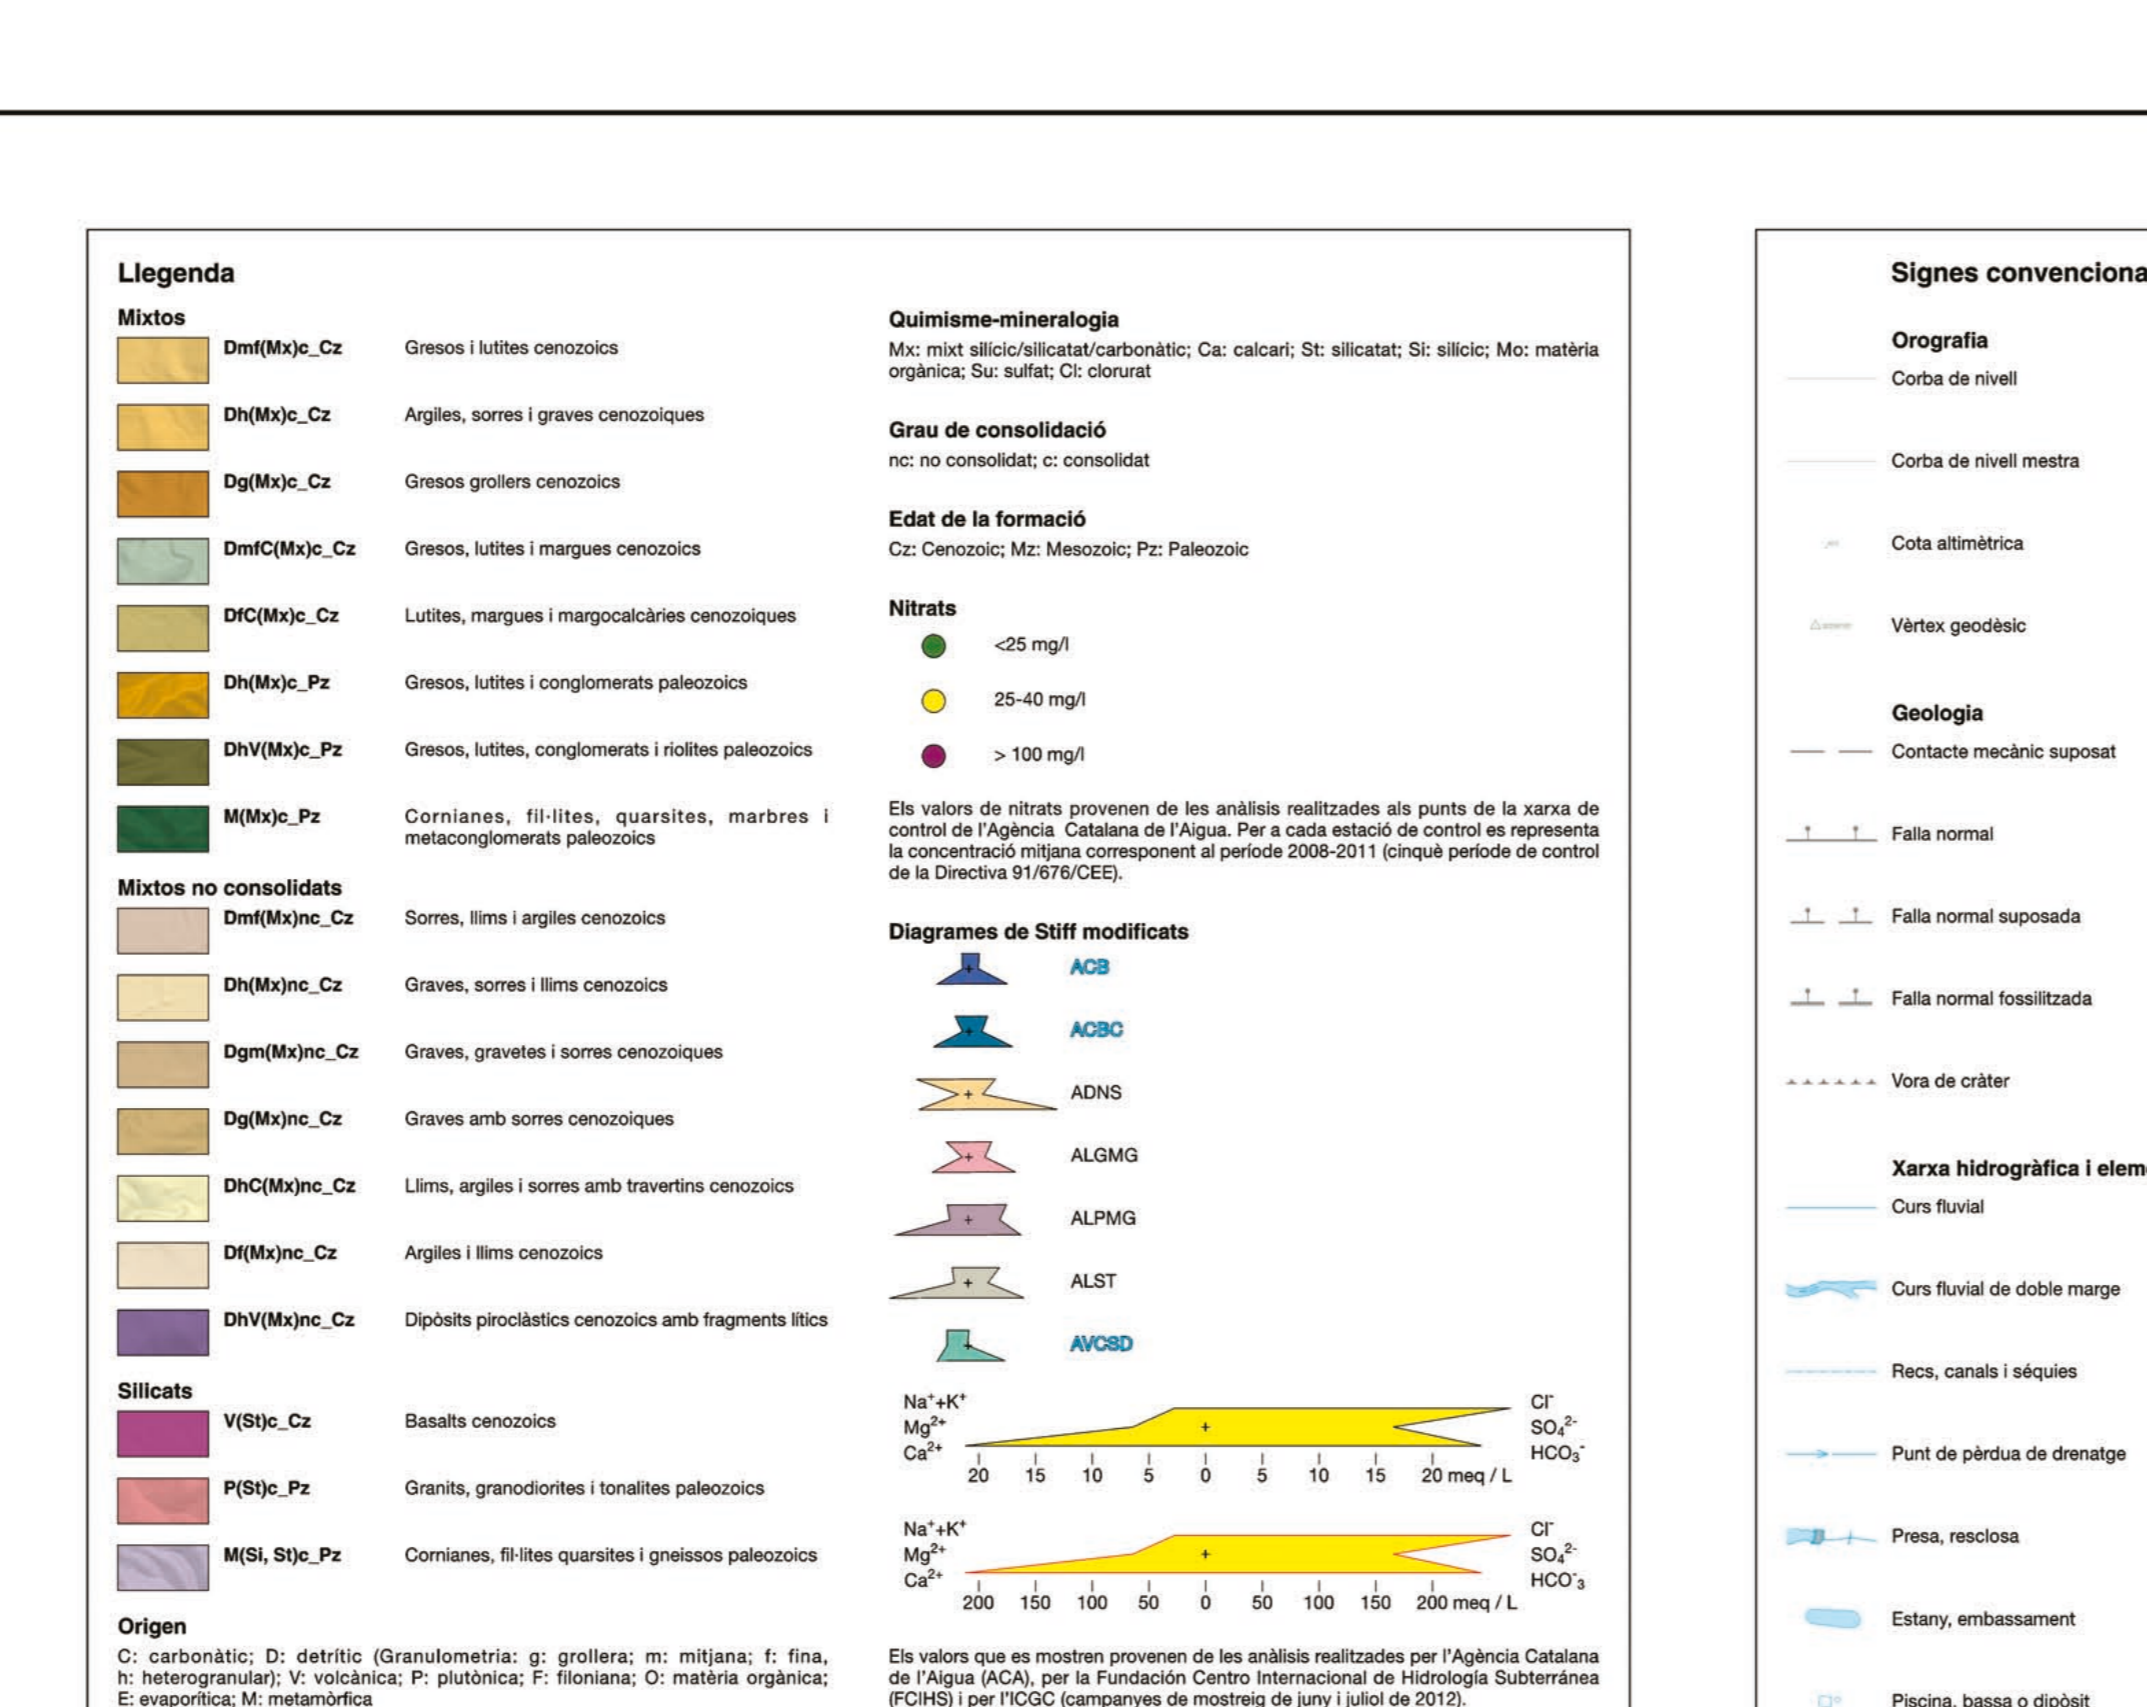 Llegenda
Mixtos
Dmf(Mx)c_Cz Gresos i lutites cenozoics
Dh(Mx)c_Cz Argiles, sorres i graves cenozoiques
Dg(Mx)c_Cz Gresos grollers cenozoics
DmfC(Mx)c_Cz Gresos, lutites i margues cenozoics
DfC(Mx)c_Cz Lutites, margues i margocalcàries cenozoiques
Dh(Mx)c_Pz Gresos, lutites i conglomerats paleozoics
DhV(Mx)c_Pz Gresos, lutites, conglomerats i riolites paleozoics
M(Mx)c_Pz Cornianes, fil·lites, quarsites, marbres i
metaconglomerats paleozoics
Mixtos no consolidats
Dmf(Mx)nc_Cz Sorres, llims i argiles cenozoics
Dh(Mx)nc_Cz Graves, sorres i llims cenozoics
Dgm(Mx)nc_Cz Graves, gravetes i sorres cenozoiques
Dg(Mx)nc_Cz Graves amb sorres cenozoiques
DhC(Mx)nc_Cz Llims, argiles i sorres amb travertins cenozoics
Df(Mx)nc_Cz Argiles i llims cenozoics
DhV(Mx)nc_Cz Dipòsits piroclàstics cenozoics amb fragments lítics
Silicats
V(St)c_Cz Basalts cenozoics
P(St)c_Pz Granits, granodiorites i tonalites paleozoics
M(Si, St)c_Pz Cornianes, fil·lites quarsites i gneissos paleozoics
Origen
C: carbonàtic; D: detrític (Granulometria: g: grollera; m: mitjana; f: fina,
h: heterogranular); V: volcànica; P: plutònica; F: filoniana; O: matèria orgànica;
E: evaporítica; M: metamòrfica
Quimisme-mineralogia
Mx: mixt silícic/silicatat/carbonàtic; Ca: calcari; St: silicatat; Si: silícic; Mo: matèria
orgànica; Su: sulfat; Cl: clorurat
Grau de consolidació
nc: no consolidat; c: consolidat
Edat de la formació
Cz: Cenozoic; Mz: Mesozoic; Pz: Paleozoic
Nitrats
<25 mg/l
25-40 mg/l
> 100 mg/l
Els valors de nitrats provenen de les anàlisis realitzades als punts de la xarxa de
control de l'Agència Catalana de l'Aigua. Per a cada estació de control es representa
la concentració mitjana corresponent al període 2008-2011 (cinquè període de control
de la Directiva 91/676/CEE).
Diagrames de Stiff modificats
ACB
ACBC
ADNS
ALGMG
ALPMG
ALST
AVCSD
Na⁺+K⁺ Cl⁻
Mg²⁺ SO₄²⁻
Ca²⁺ HCO₃⁻
20 15 10 5 0 5 10 15 20 meq / L
Na⁺+K⁺ Cl⁻
Mg²⁺ SO₄²⁻
Ca²⁺ HCO⁻₃
200 150 100 50 0 50 100 150 200 meq / L
Els valors que es mostren provenen de les anàlisis realitzades per l'Agència Catalana
de l'Aigua (ACA), per la Fundación Centro Internacional de Hidrología Subterránea
(FCIHS) i per l'ICGC (campanyes de mostreig de juny i juliol de 2012).
Signes convenciona
Orografia
Corba de nivell
Corba de nivell mestra
Cota altimètrica
Vèrtex geodèsic
Geologia
Contacte mecànic suposat
Falla normal
Falla normal suposada
Falla normal fossilitzada
Vora de cràter
Xarxa hidrogràfica i elem
Curs fluvial
Curs fluvial de doble marge
Recs, canals i séquies
Punt de pèrdua de drenatge
Presa, resclosa
Estany, embassament
Piscina, bassa o dipòsit